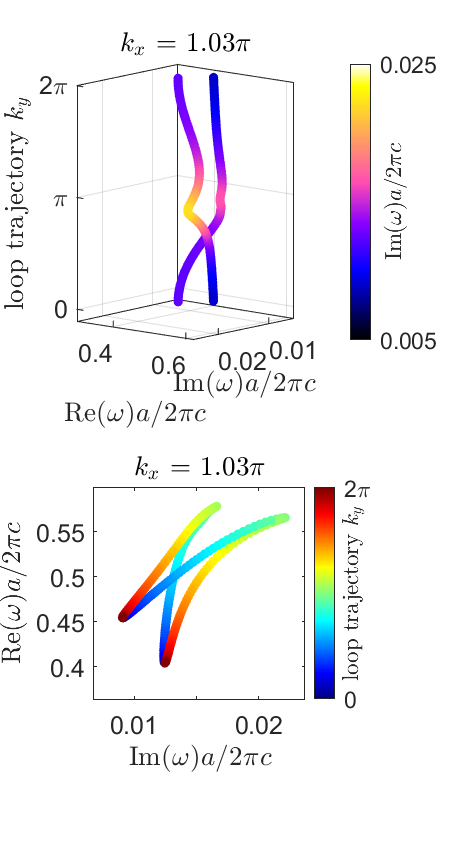 k_x = 1.03π
2π
π
0
loop trajectory k_y
0.4
0.6
Re(ω)a/2πc
0.02
0.01
Im(ω)a/2πc
0.025
0.005
Im(ω)a/2πc
k_x = 1.03π
0.55
0.5
0.45
0.4
Re(ω)a/2πc
0.01
0.02
Im(ω)a/2πc
2π
0
loop trajectory k_y